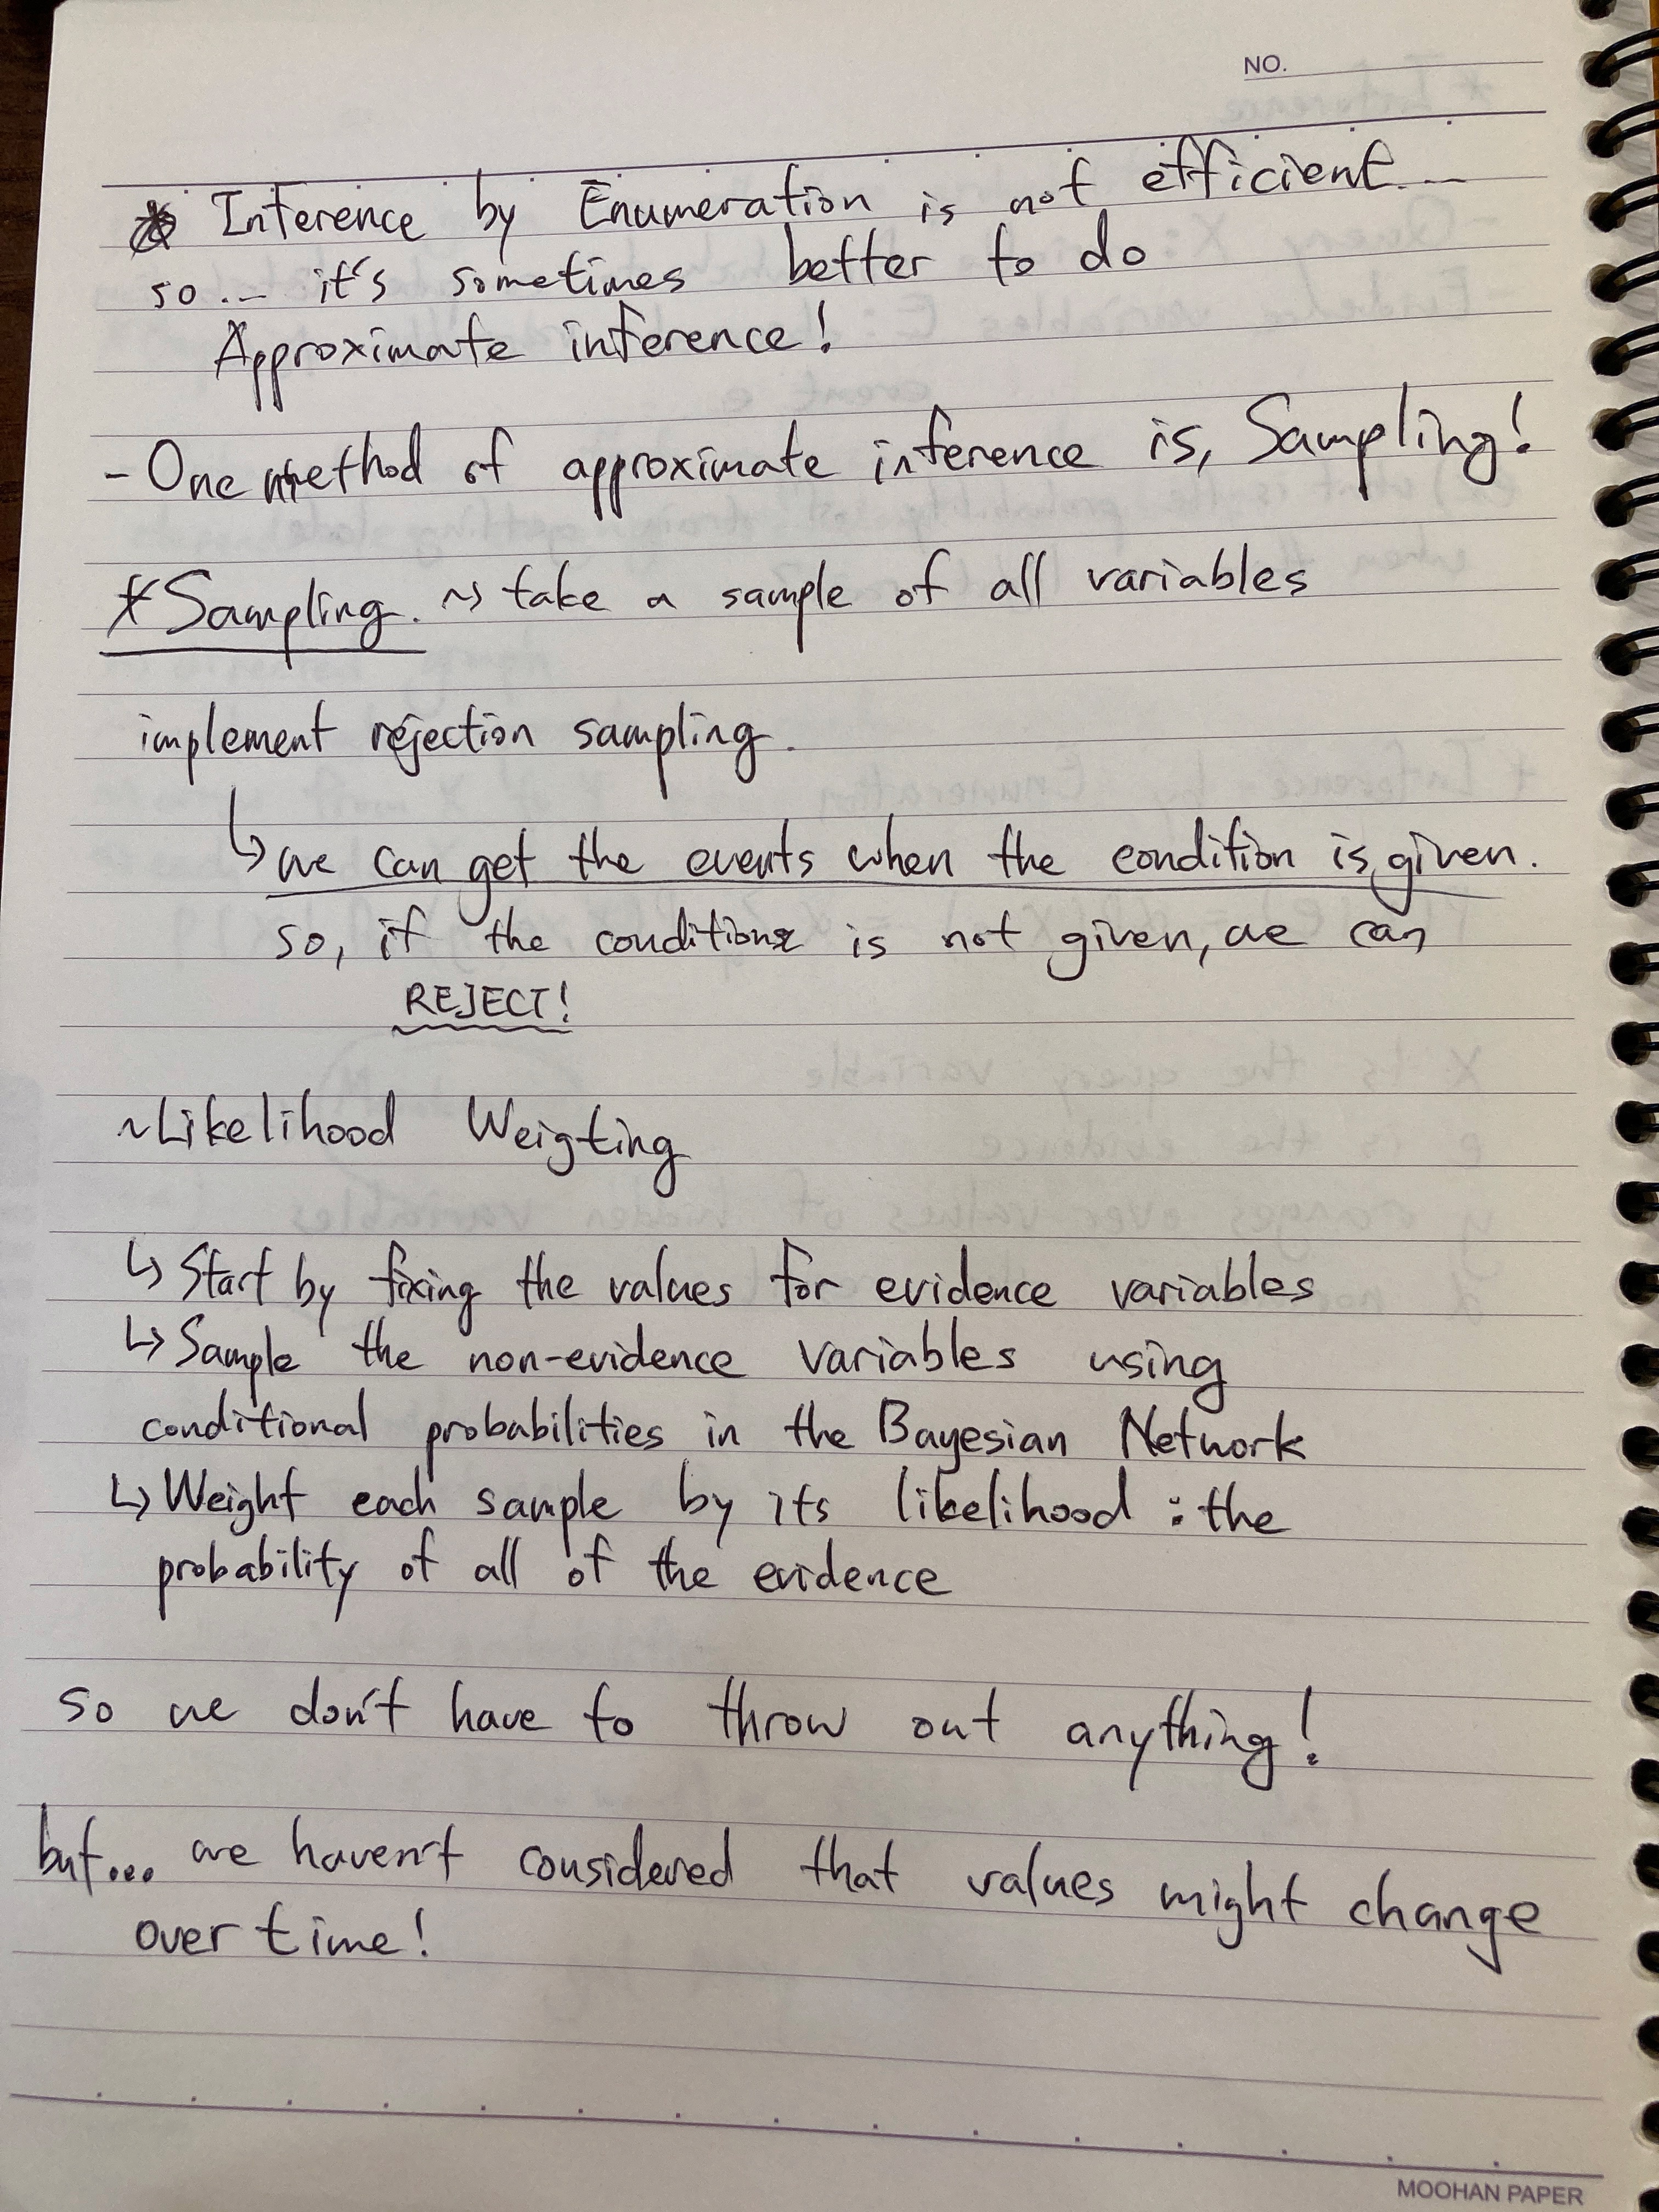 NO.
* Inference by Enumeration is not efficient...
so... it's sometimes better to do
Approximate inference!
- One method of approximate inference is, Sampling!
* Sampling. ~> take a sample of all variables
implement rejection sampling.
↳ we can get the events when the condition is given.
so, if the condition is not given, we can
REJECT!
~Likelihood Weigting
↳ Start by fixing the values for evidence variables
↳ Sample the non-evidence variables using
conditional probabilities in the Bayesian Network
↳ Weight each sample by its likelihood : the
probability of all of the evidence
so we don't have to throw out anything!
but... we haven't considered that values might change
over time!
MOOHAN PAPER